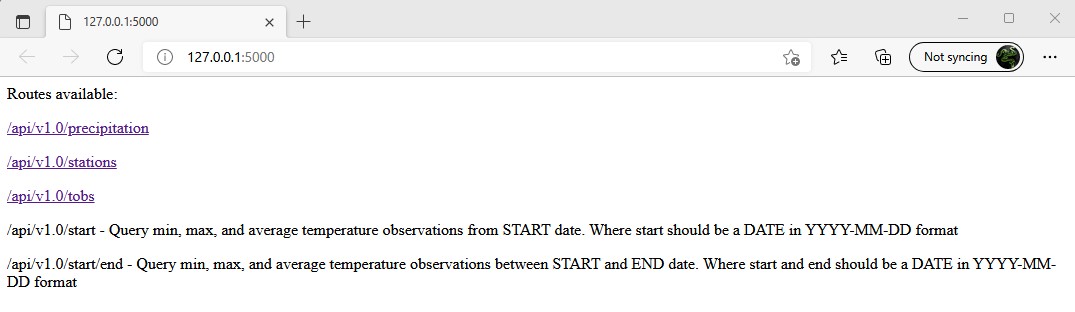 127.0.0.1:5000
127.0.0.1:5000
Not syncing
Routes available:
/api/v1.0/precipitation
/api/v1.0/stations
/api/v1.0/tobs
/api/v1.0/start - Query min, max, and average temperature observations from START date. Where start should be a DATE in YYYY-MM-DD format
/api/v1.0/start/end - Query min, max, and average temperature observations between START and END date. Where start and end should be a DATE in YYYY-MM-
DD format